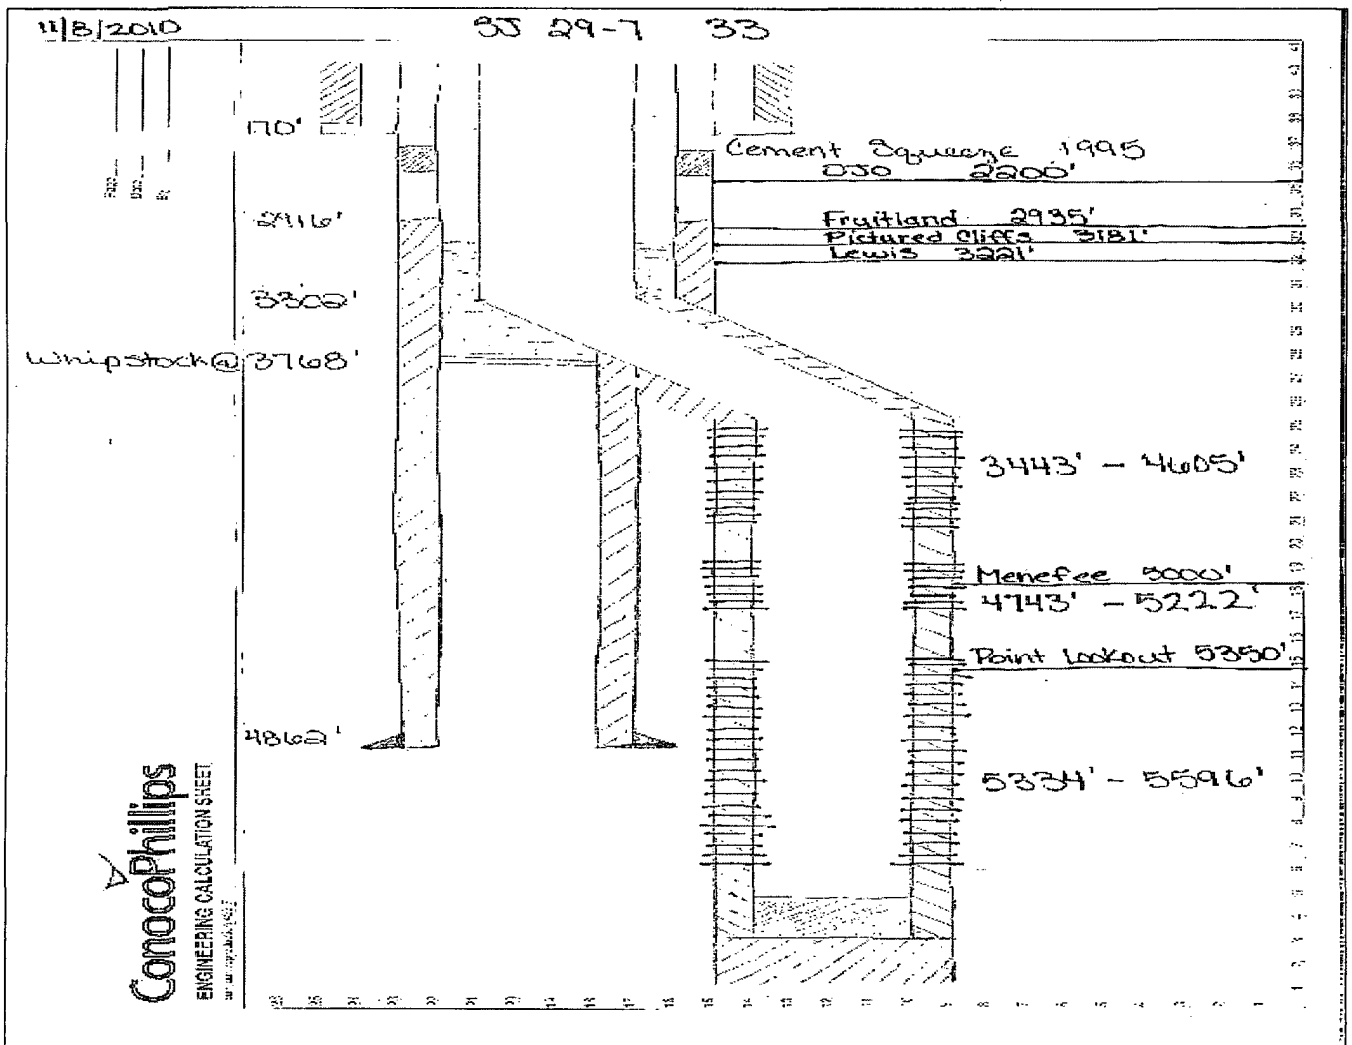 11/8/2010
SJ 29-7 33
170'
Cement Squeeze 1995
OJO 2200'
2916'
Fruitland 2935'
Pictured Cliffs 3181'
Lewis 3221'
3302'
Whipstock@ 3768'
3443' - 4605'
Menefee 5000'
4743' - 5222'
Point Lookout 5350'
4862'
5334' - 5596'
ConocoPhillips
ENGINEERING CALCULATION SHEET